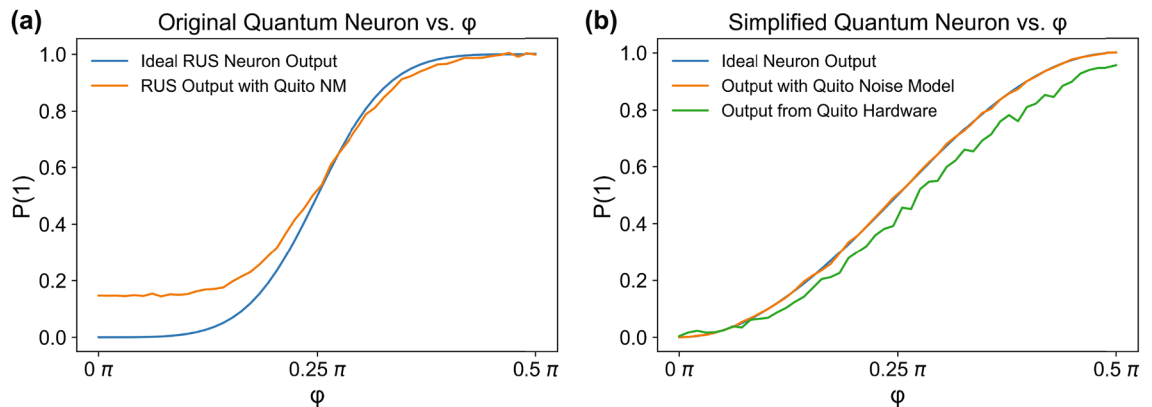 (a) Original Quantum Neuron vs. φ
Ideal RUS Neuron Output
RUS Output with Quito NM
P(1)
1.0
0.8
0.6
0.4
0.2
0.0
0 π 0.25 π 0.5 π
φ
(b) Simplified Quantum Neuron vs. φ
Ideal Neuron Output
Output with Quito Noise Model
Output from Quito Hardware
P(1)
1.0
0.8
0.6
0.4
0.2
0.0
0 π 0.25 π 0.5 π
φ